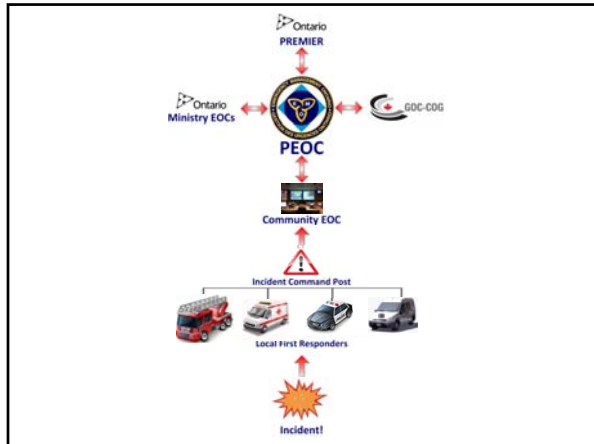 Ontario
PREMIER
Ontario
Ministry EOCs
GOC-COG
PEOC
Community EOC
Incident Command Post
Local First Responders
Incident!